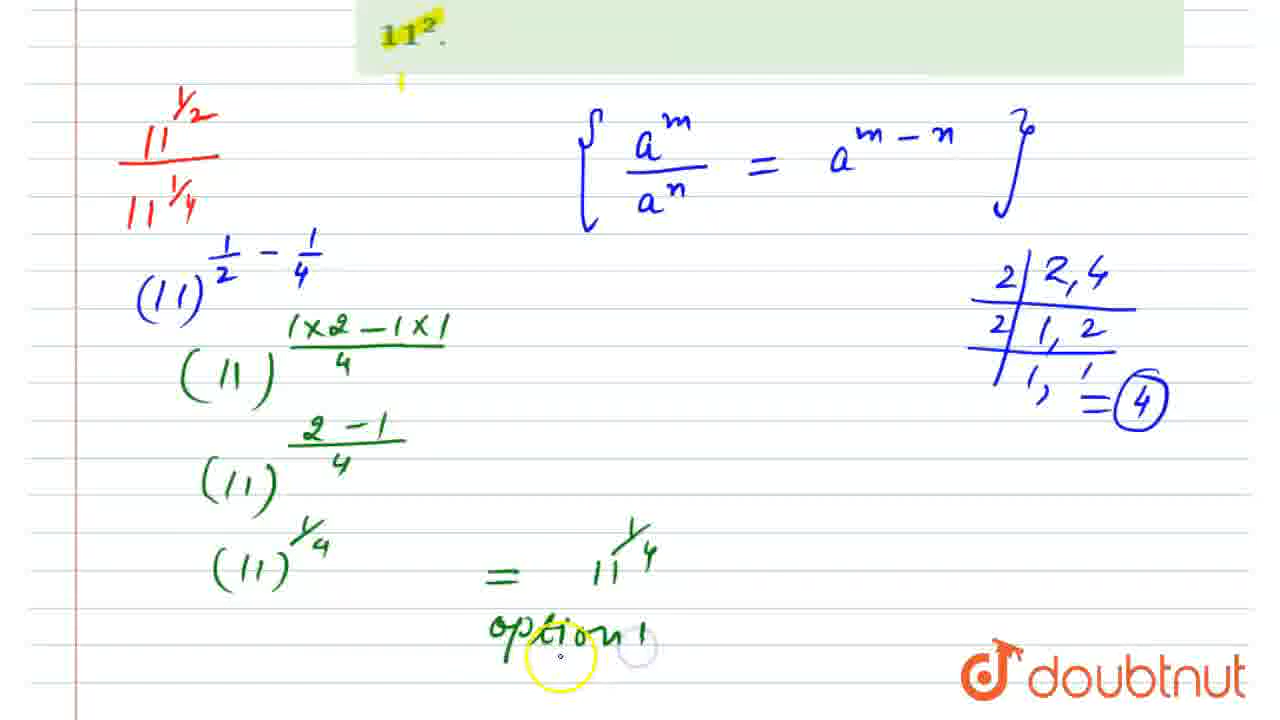 11².
11^1/2 / 11^1/4
{ a^m / a^n = a^(m - n) }
(11)^(1/2 - 1/4)
2 | 2, 4
2 | 1, 2
1, 1 = 4
(11)^((1×2 - 1×1)/4)
(11)^((2 - 1)/4)
(11)^1/4 = 11^1/4
option 1
doubtnut